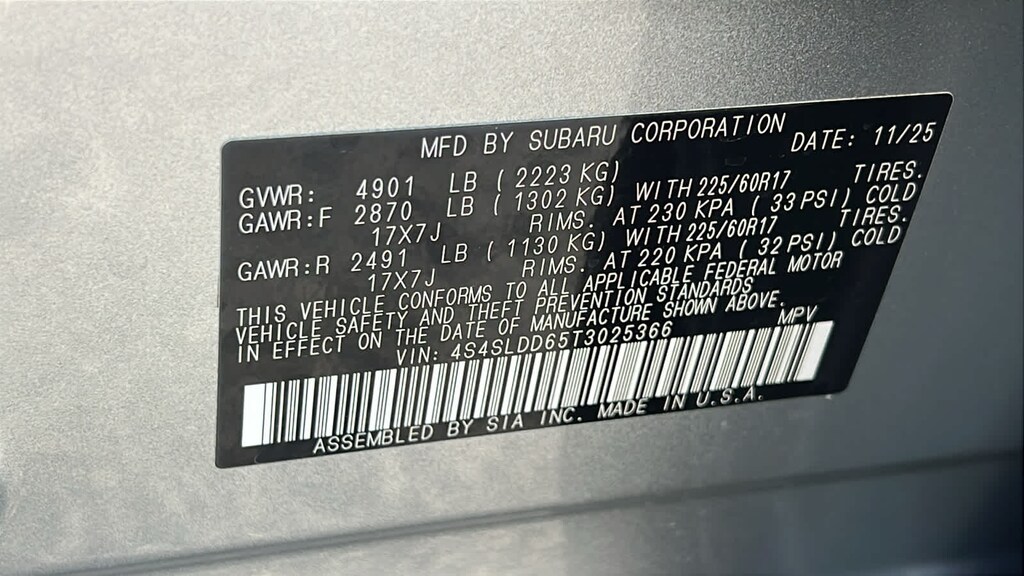 MFD BY SUBARU CORPORATION DATE: 11/25
GVWR: 4901 LB ( 2223 KG)
GAWR:F 2870 LB ( 1302 KG) WITH 225/60R17 TIRES.
17X7J RIMS. AT 230 KPA ( 33 PSI) COLD
GAWR:R 2491 LB ( 1130 KG) WITH 225/60R17 TIRES.
17X7J RIMS. AT 220 KPA ( 32 PSI) COLD
THIS VEHICLE CONFORMS TO ALL APPLICABLE FEDERAL MOTOR
VEHICLE SAFETY AND THEFT PREVENTION STANDARDS
IN EFFECT ON THE DATE OF MANUFACTURE SHOWN ABOVE.
VIN: 4S4SLDD65T3025366 MPV
ASSEMBLED BY SIA INC. MADE IN U.S.A.